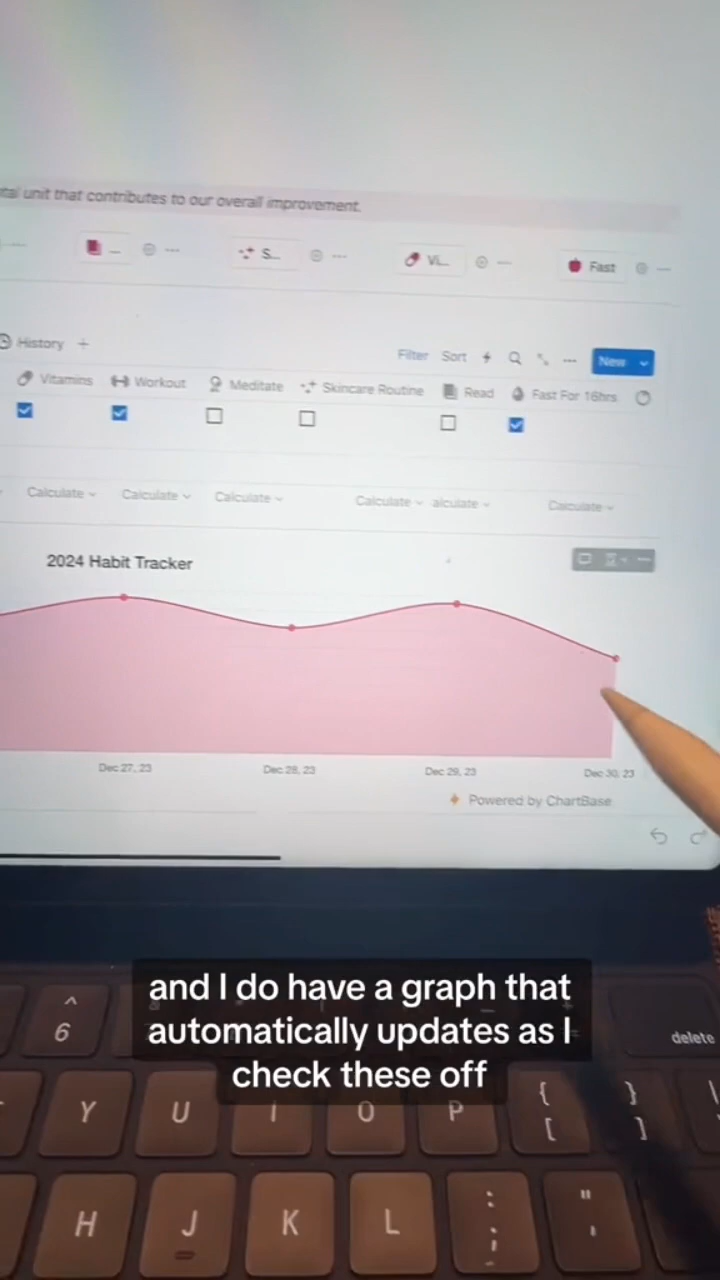 tal unit that contributes to our overall improvement.
... S... Vi... Fast
History + Filter Sort New
Vitamins Workout Meditate Skincare Routine Read Fast For 16hrs
Calculate Calculate Calculate Calculate alculate Calculate
2024 Habit Tracker
Dec 27, 23 Dec 28, 23 Dec 29, 23 Dec 30, 23
Powered by ChartBase
and I do have a graph that
automatically updates as I
check these off
^
6 delete
Y U I O P { [ } ]
H J K L : ; " '